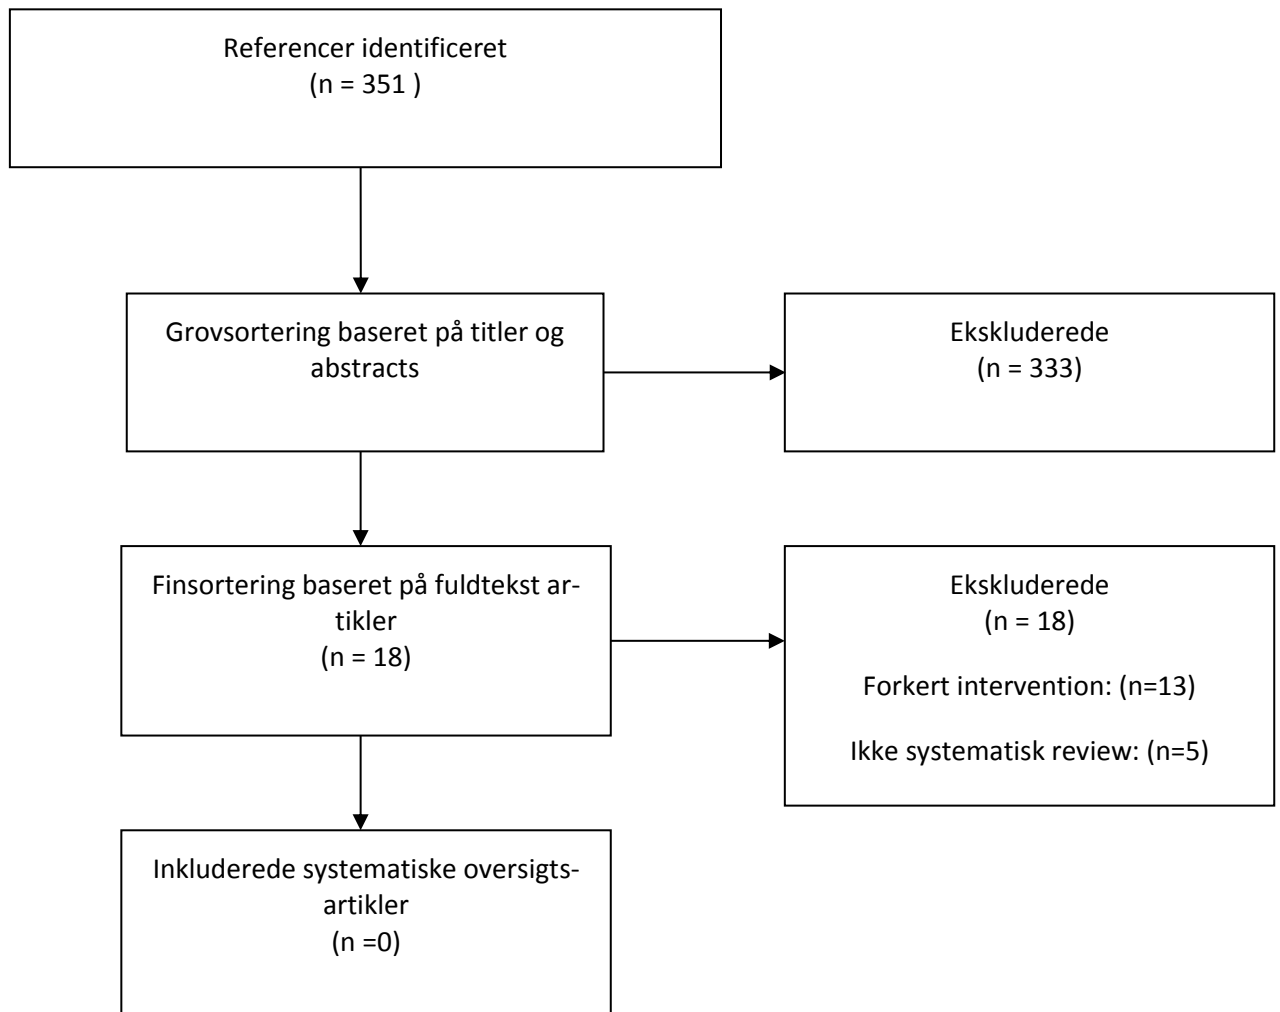 Referencer identificeret
(n = 351 )
Grovsortering baseret på titler og
abstracts
Ekskluderede
(n = 333)
Finsortering baseret på fuldtekst ar-
tikler
(n = 18)
Ekskluderede
(n = 18)
Forkert intervention: (n=13)
Ikke systematisk review: (n=5)
Inkluderede systematiske oversigts-
artikler
(n =0)